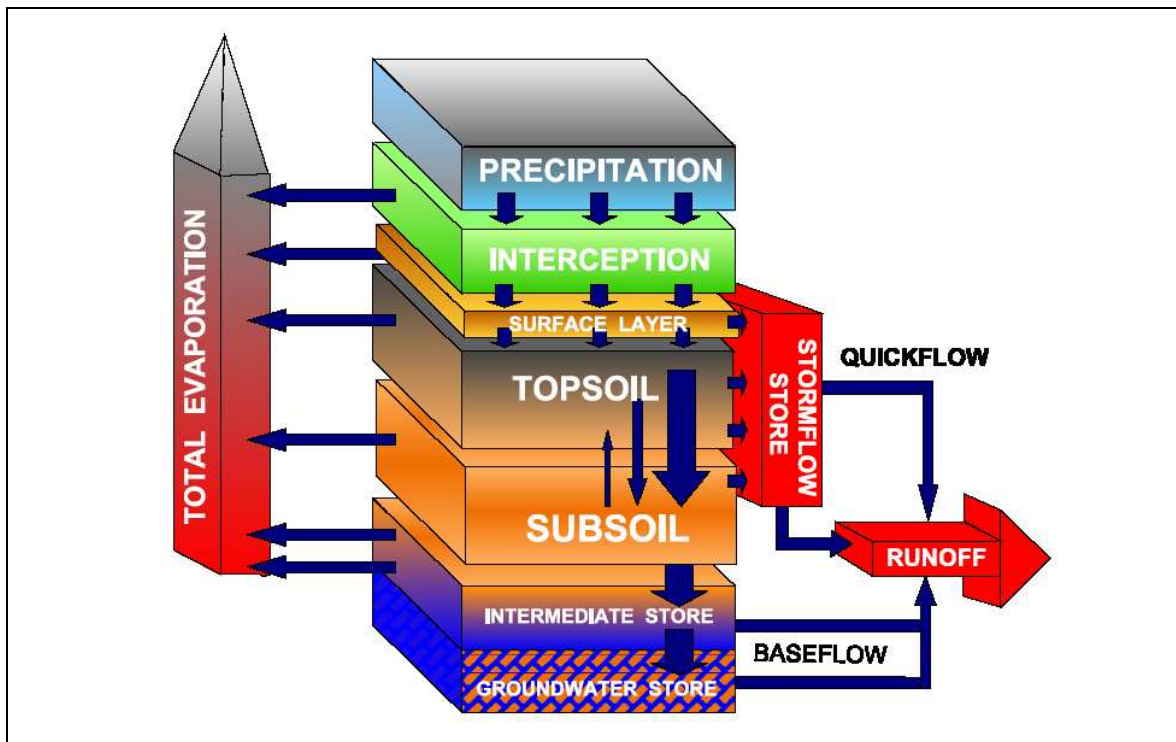 PRECIPITATION
INTERCEPTION
SURFACE LAYER
TOPSOIL
SUBSOIL
INTERMEDIATE STORE
GROUNDWATER STORE
TOTAL EVAPORATION
STORMFLOW
STORE
QUICKFLOW
RUNOFF
BASEFLOW